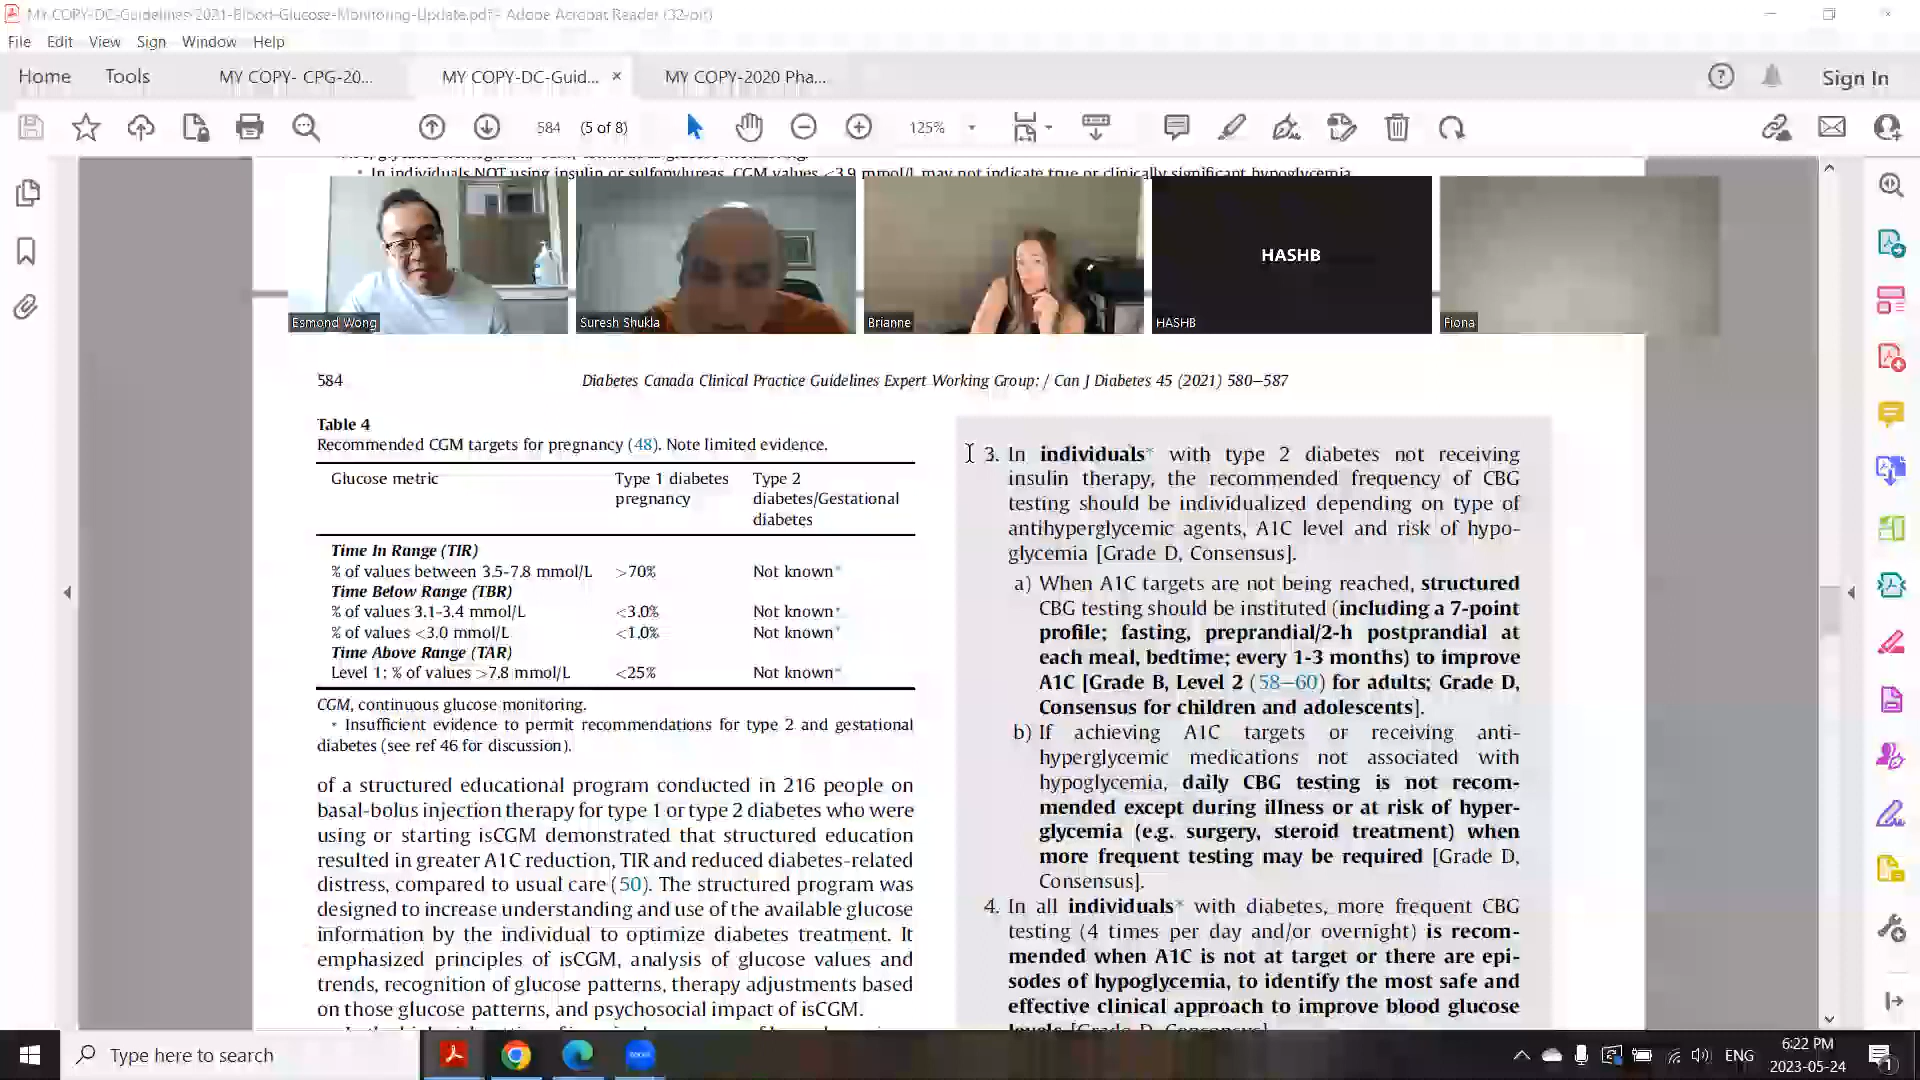 MY COPY-DC-Guidelines-2021-Blood-Glucose-Monitoring-Update.pdf - Adobe Acrobat Reader (32-bit)
File Edit View Sign Window Help
Home Tools MY COPY- CPG-20... MY COPY-DC-Guid... × MY COPY-2020 Pha... Sign In
584 (5 of 8) 125%
In individuals NOT using insulin or sulfonylureas, CGM values <3.9 mmol/L may not indicate true or clinically significant hypoglycemia.
HASHB
Esmond Wong Suresh Shukla Brianne HASHB Fiona
584 Diabetes Canada Clinical Practice Guidelines Expert Working Group: / Can J Diabetes 45 (2021) 580–587
Table 4
Recommended CGM targets for pregnancy (48). Note limited evidence.
Glucose metric Type 1 diabetes Type 2
pregnancy diabetes/Gestational
diabetes
Time In Range (TIR)
% of values between 3.5-7.8 mmol/L >70% Not known*
Time Below Range (TBR)
% of values 3.1-3.4 mmol/L <3.0% Not known*
% of values <3.0 mmol/L <1.0% Not known*
Time Above Range (TAR)
Level 1; % of values >7.8 mmol/L <25% Not known*
CGM, continuous glucose monitoring.
* Insufficient evidence to permit recommendations for type 2 and gestational
diabetes (see ref 46 for discussion).
of a structured educational program conducted in 216 people on
basal-bolus injection therapy for type 1 or type 2 diabetes who were
using or starting isCGM demonstrated that structured education
resulted in greater A1C reduction, TIR and reduced diabetes-related
distress, compared to usual care (50). The structured program was
designed to increase understanding and use of the available glucose
information by the individual to optimize diabetes treatment. It
emphasized principles of isCGM, analysis of glucose values and
trends, recognition of glucose patterns, therapy adjustments based
on those glucose patterns, and psychosocial impact of isCGM.
3. In individuals* with type 2 diabetes not receiving
insulin therapy, the recommended frequency of CBG
testing should be individualized depending on type of
antihyperglycemic agents, A1C level and risk of hypo-
glycemia [Grade D, Consensus].
a) When A1C targets are not being reached, structured
CBG testing should be instituted (including a 7-point
profile; fasting, preprandial/2-h postprandial at
each meal, bedtime; every 1-3 months) to improve
A1C [Grade B, Level 2 (58–60) for adults; Grade D,
Consensus for children and adolescents].
b) If achieving A1C targets or receiving anti-
hyperglycemic medications not associated with
hypoglycemia, daily CBG testing is not recom-
mended except during illness or at risk of hyper-
glycemia (e.g. surgery, steroid treatment) when
more frequent testing may be required [Grade D,
Consensus].
4. In all individuals* with diabetes, more frequent CBG
testing (4 times per day and/or overnight) is recom-
mended when A1C is not at target or there are epi-
sodes of hypoglycemia, to identify the most safe and
effective clinical approach to improve blood glucose
levels [Grade D, Consensus].
Type here to search zoom ENG 6:22 PM
2023-05-24 1